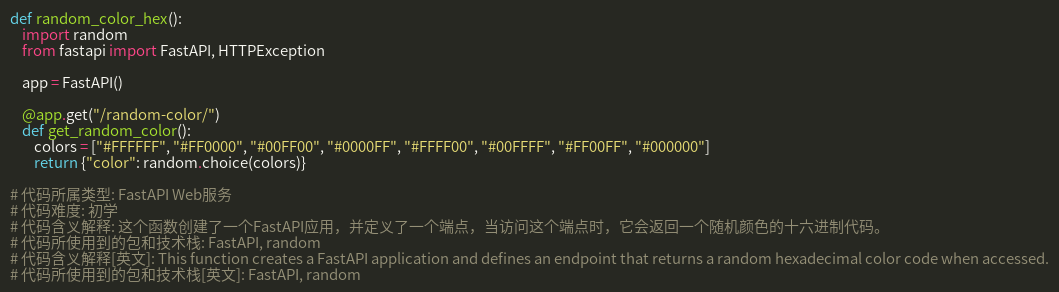 def random_color_hex():
    import random
    from fastapi import FastAPI, HTTPException

    app = FastAPI()

    @app.get("/random-color/")
    def get_random_color():
        colors = ["#FFFFFF", "#FF0000", "#00FF00", "#0000FF", "#FFFF00", "#00FFFF", "#FF00FF", "#000000"]
        return {"color": random.choice(colors)}

# 代码所属类型: FastAPI Web服务
# 代码难度: 初学
# 代码含义解释: 这个函数创建了一个FastAPI应用，并定义了一个端点，当访问这个端点时，它会返回一个随机颜色的十六进制代码。
# 代码所使用到的包和技术栈: FastAPI, random
# 代码含义解释[英文]: This function creates a FastAPI application and defines an endpoint that returns a random hexadecimal color code when accessed.
# 代码所使用到的包和技术栈[英文]: FastAPI, random